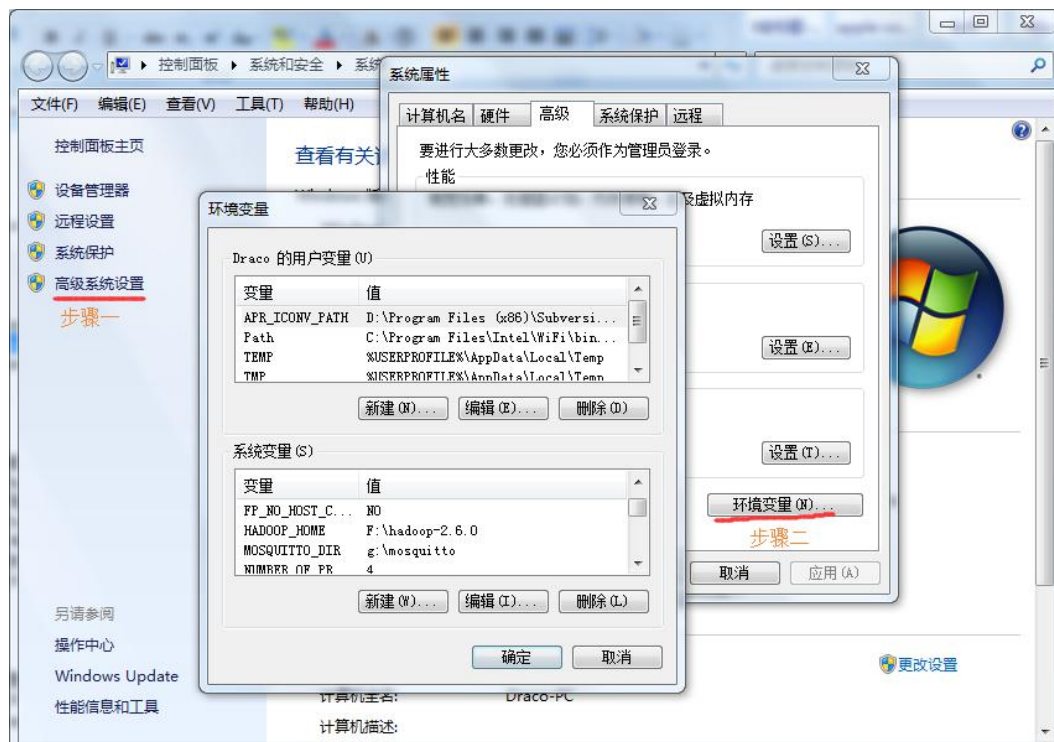 控制面板 系统和安全 系统
文件(F) 编辑(E) 查看(V) 工具(T) 帮助(H)
控制面板主页
设备管理器
远程设置
系统保护
高级系统设置
步骤一
另请参阅
操作中心
Windows Update
性能信息和工具
查看有关
系统属性
计算机名 硬件 高级 系统保护 远程
要进行大多数更改，您必须作为管理员登录。
性能
及虚拟内存
设置(S)...
设置(E)...
设置(T)...
环境变量(N)...
步骤二
取消 应用(A)
环境变量
Draco 的用户变量(U)
变量 值
APR_ICONV_PATH D:\Program Files (x86)\Subversi...
Path C:\Program Files\Intel\WiFi\bin...
TEMP %USERPROFILE%\AppData\Local\Temp
TMP %USERPROFILE%\AppData\Local\Temp
新建(N)... 编辑(E)... 删除(D)
系统变量(S)
变量 值
FP_NO_HOST_C... NO
HADOOP_HOME F:\hadoop-2.6.0
MOSQUITTO_DIR g:\mosquitto
NUMBER_OF_PR 4
新建(W)... 编辑(I)... 删除(L)
确定 取消
更改设置
计算机全名: Draco-PC
计算机描述: